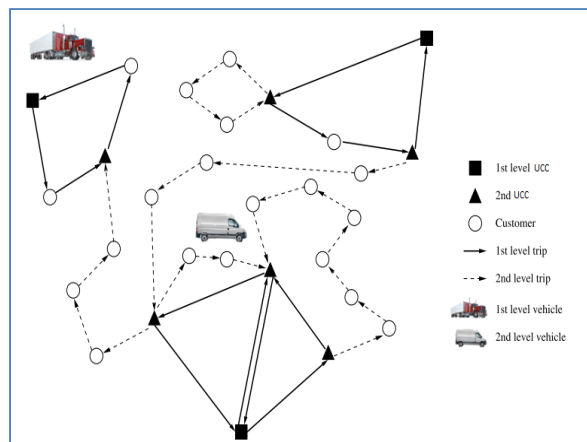 1st level UCC
2nd UCC
Customer
1st level trip
2nd level trip
1st level vehicle
2nd level vehicle